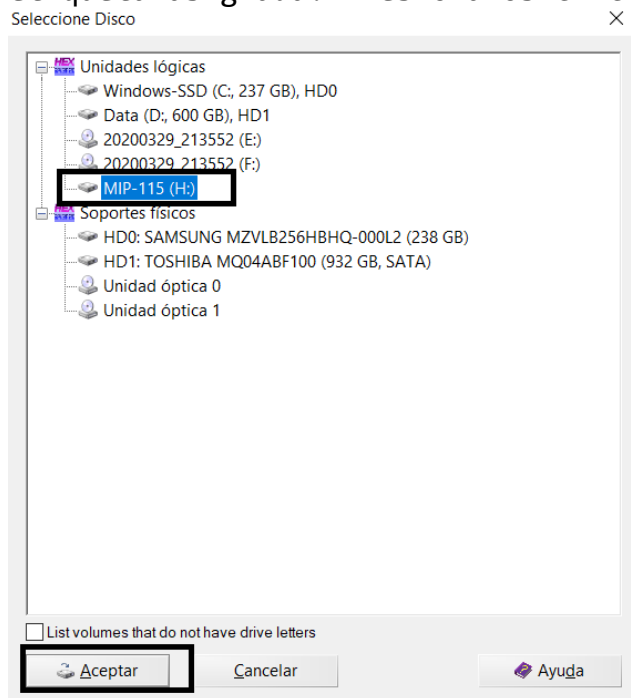 Seleccione Disco
Unidades lógicas
Windows-SSD (C:, 237 GB), HD0
Data (D:, 600 GB), HD1
20200329_213552 (E:)
20200329_213552 (F:)
MIP-115 (H:)
Soportes físicos
HD0: SAMSUNG MZVLB256HBHQ-000L2 (238 GB)
HD1: TOSHIBA MQ04ABF100 (932 GB, SATA)
Unidad óptica 0
Unidad óptica 1
List volumes that do not have drive letters
Aceptar Cancelar Ayuda